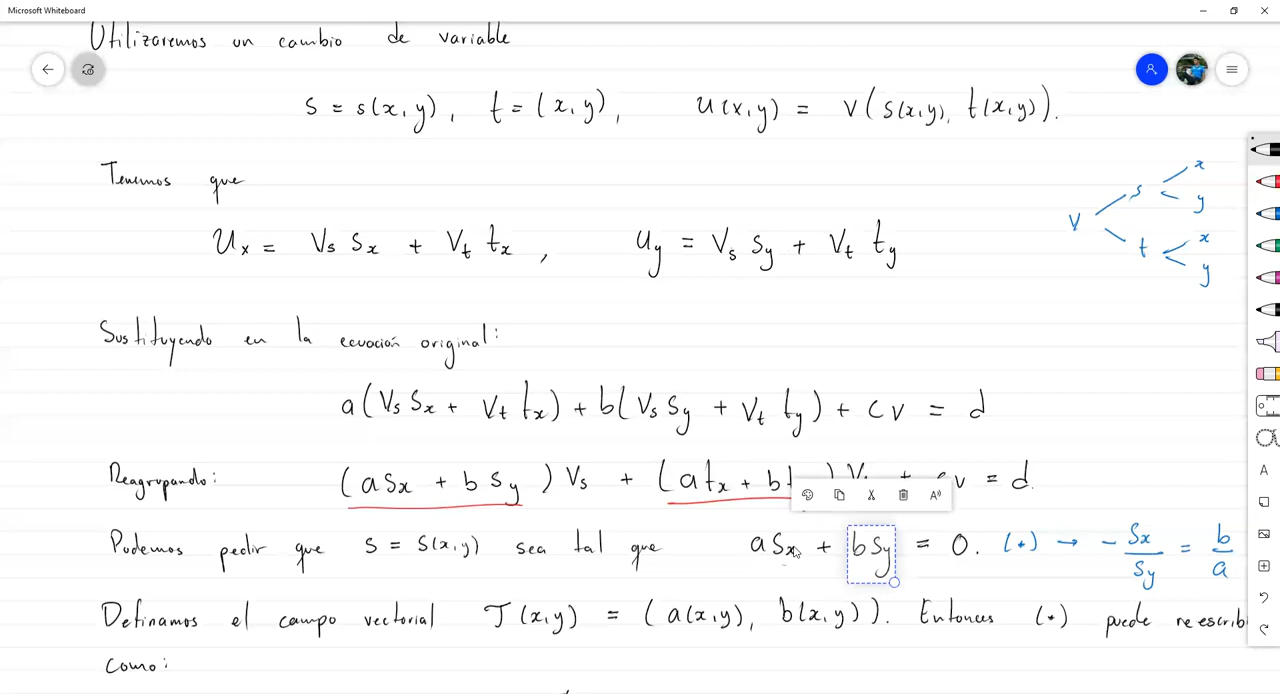 Microsoft Whiteboard
Utilizaremos un cambio de variable
s = s(x,y), t = (x,y), u(x,y) = v(s(x,y), t(x,y)).
Tenemos que
u_x = v_s s_x + v_t t_x, u_y = v_s s_y + v_t t_y
v s x y t x y
Sustituyendo en la ecuación original:
a(v_s s_x + v_t t_x) + b(v_s s_y + v_t t_y) + cv = d
Reagrupando: (a s_x + b s_y) v_s + (a t_x + b t
v = d.
Podemos pedir que s = s(x,y) sea tal que a s_x + b s_y = 0. (*) → - s_x / s_y = b / a
Definamos el campo vectorial T(x,y) = (a(x,y), b(x,y)). Entonces (*) puede reescrib
como: